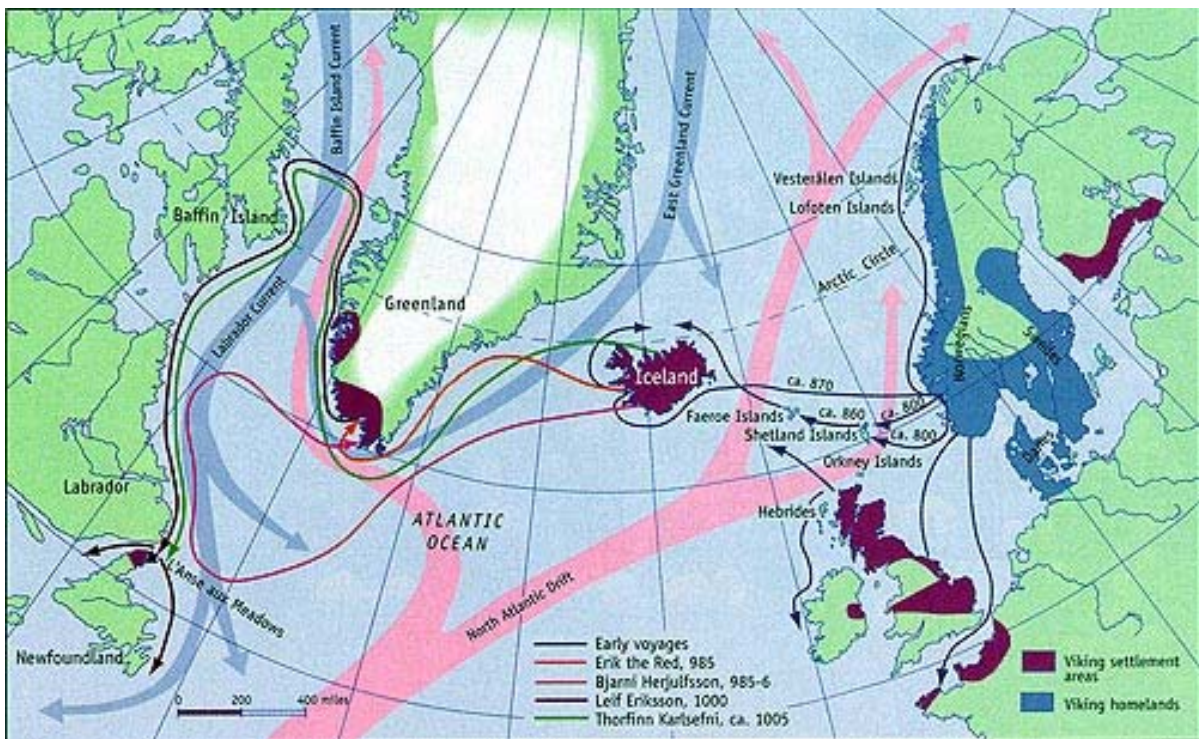 Baffin Island Current
East Greenland Current
Vesterålen Islands
Lofoten Islands
Baffin Island
Arctic Circle
Greenland
Labrador Current
Norwegians
Swedes
Iceland
ca. 870
Faeroe Islands
ca. 860
ca. 800
Shetland Islands
ca. 800
Danes
Orkney Islands
Labrador
Hebrides
ATLANTIC
OCEAN
L'Anse aux Meadows
North Atlantic Drift
Newfoundland
0 200 400 miles
Early voyages
Erik the Red, 985
Bjarni Herjulfsson, 985-6
Leif Eriksson, 1000
Thorfinn Karlsefni, ca. 1005
Viking settlement
areas
Viking homelands